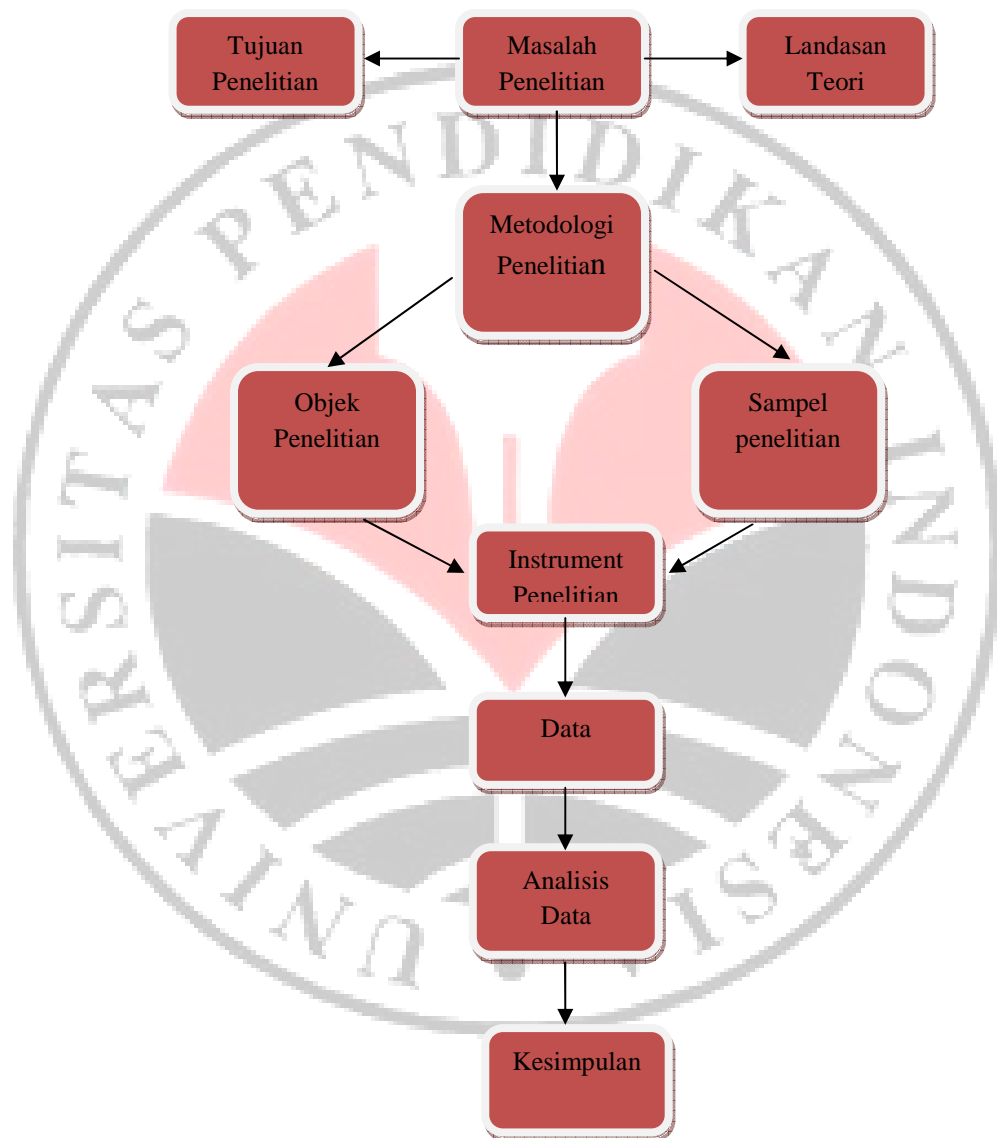 Tujuan
Penelitian
Masalah
Penelitian
Landasan
Teori
Metodologi
Penelitian
Objek
Penelitian
Sampel
penelitian
Instrument
Penelitian
Data
Analisis
Data
Kesimpulan
UNIVERSITAS PENDIDIKAN INDONESIA